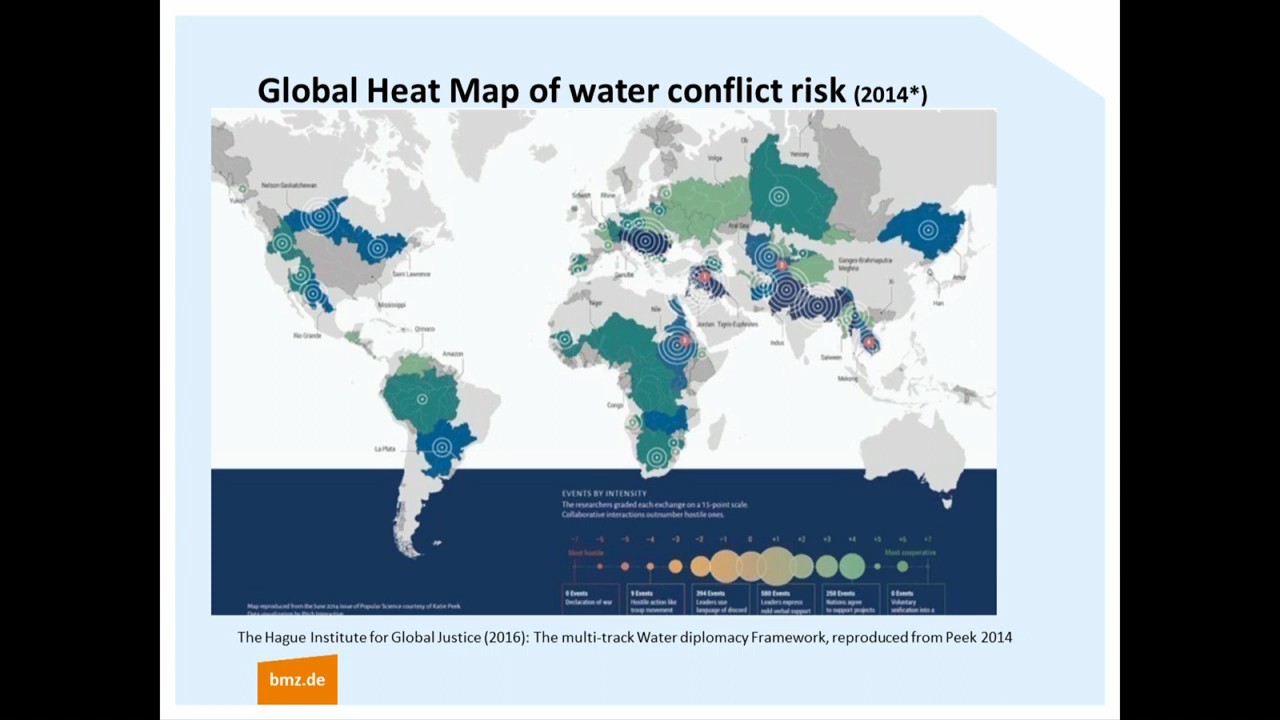 Global Heat Map of water conflict risk (2014*)
Ob
Yenisey
Volga
Nelson-Saskatchewan
Yukon
Rhine
Aral Sea
Ganges-Brahmaputra
Meghna
Saint Lawrence
Danube
Xi
Amur
Mississippi
Niger
Nile
Han
Jordan
Tigris-Euphrates
Rio Grande
Orinoco
Indus
Amazon
Salween
Mekong
Congo
La Plata
EVENTS BY INTENSITY
The researchers graded each exchange on a 15-point scale.
Collaborative interactions outnumber hostile ones.
-7 -6 -5 -4 -3 -2 -1 0 +1 +2 +3 +4 +5 +6 +7
Most hostile
Most cooperative
0 Events
Declaration of war
9 Events
Hostile action like
troop movement
394 Events
Leaders use
language of discord
580 Events
Leaders express
mild verbal support
250 Events
Nations agree
to support projects
0 Events
Voluntary
unification into a
Map reproduced from the June 2014 issue of Popular Science courtesy of Katie Peek.
Data visualization by Pitch Interactive
The Hague Institute for Global Justice (2016): The multi-track Water diplomacy Framework, reproduced from Peek 2014
bmz.de